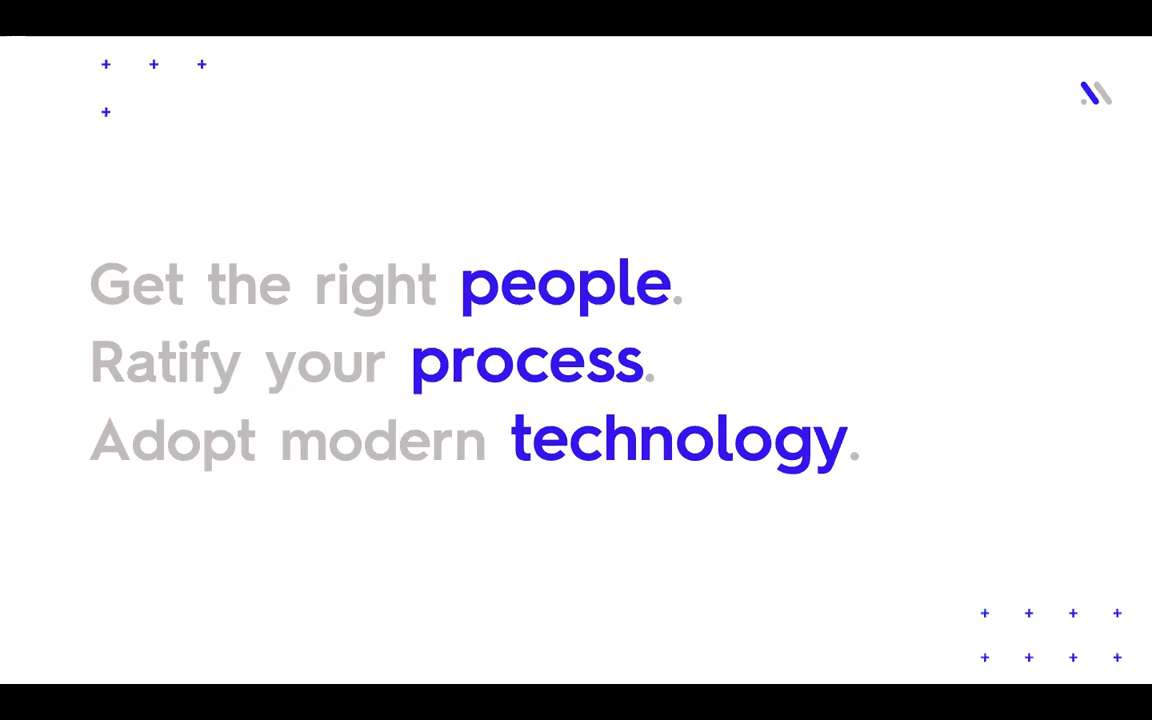 Get the right people.
Ratify your process.
Adopt modern technology.